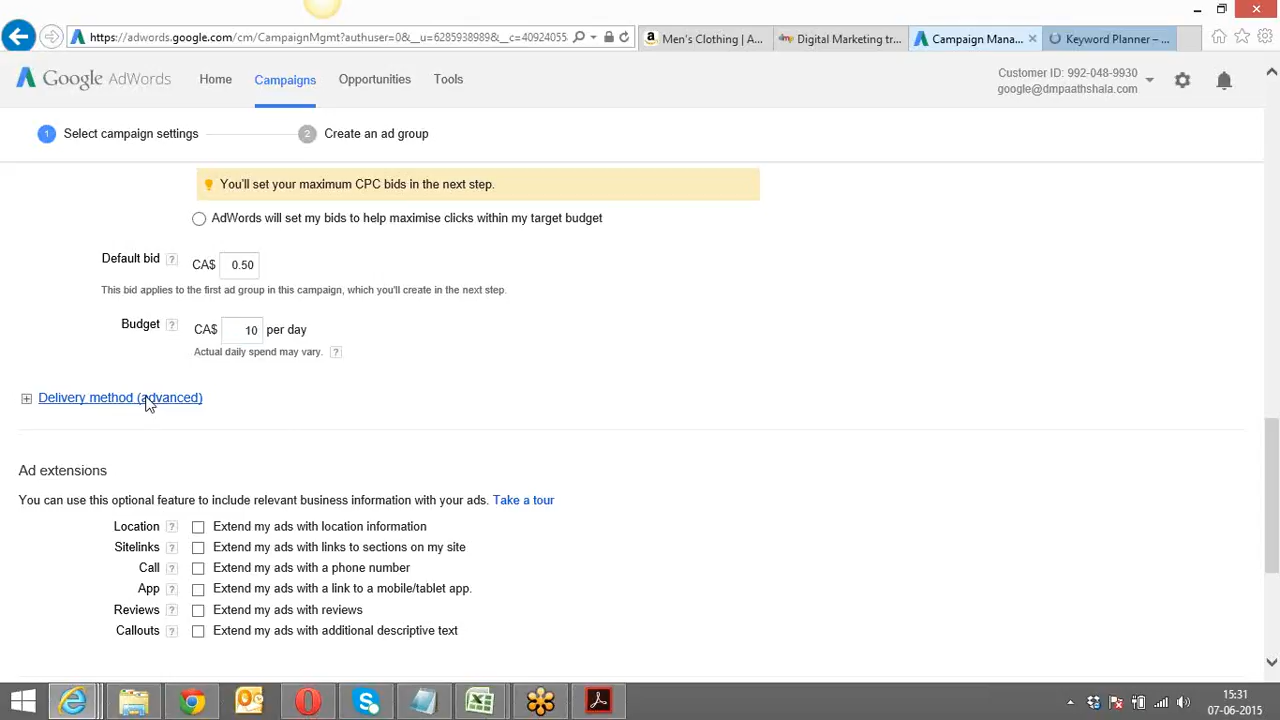 https://adwords.google.com/cm/CampaignMgmt?authuser=0&__u=6285938989&__c=40924055
Men's Clothing | A...
Digital Marketing tr...
Campaign Mana...
Keyword Planner – ...
Google AdWords
Home
Campaigns
Opportunities
Tools
Customer ID: 992-048-9930
google@dmpaathshala.com
1 Select campaign settings
2 Create an ad group
You'll set your maximum CPC bids in the next step.
AdWords will set my bids to help maximise clicks within my target budget
Default bid ? CA$ 0.50
This bid applies to the first ad group in this campaign, which you'll create in the next step.
Budget ? CA$ 10 per day
Actual daily spend may vary. ?
Delivery method (advanced)
Ad extensions
You can use this optional feature to include relevant business information with your ads. Take a tour
Location ? Extend my ads with location information
Sitelinks ? Extend my ads with links to sections on my site
Call ? Extend my ads with a phone number
App ? Extend my ads with a link to a mobile/tablet app.
Reviews ? Extend my ads with reviews
Callouts ? Extend my ads with additional descriptive text
15:31
07-06-2015